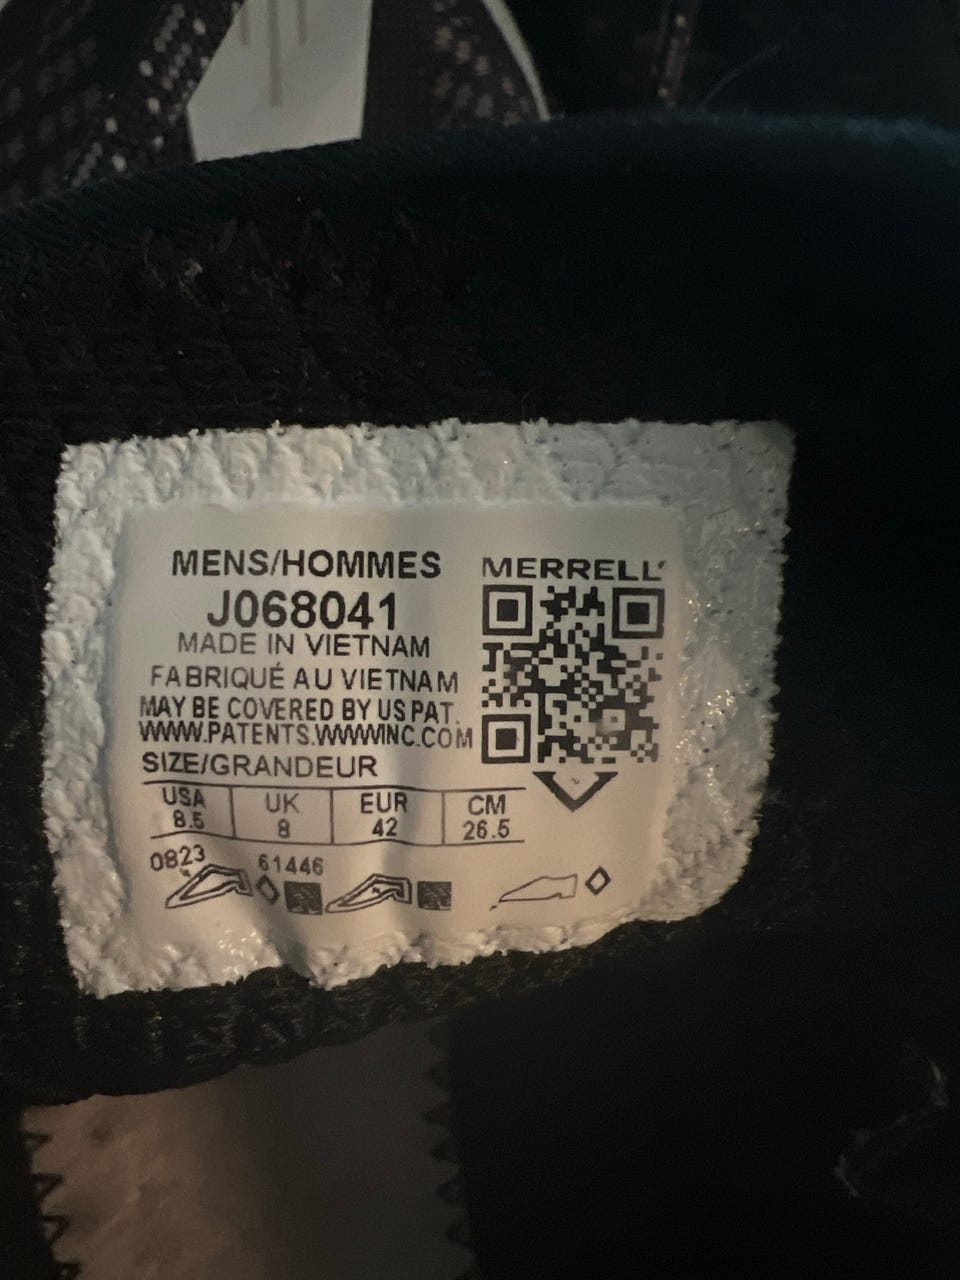 MENS/HOMMES
J068041
MADE IN VIETNAM
FABRIQUÉ AU VIETNAM
MAY BE COVERED BY US PAT.
WWW.PATENTS.WWWINC.COM
SIZE/GRANDEUR
USA UK EUR CM
8.5 8 42 26.5
0823 61446
MERRELL